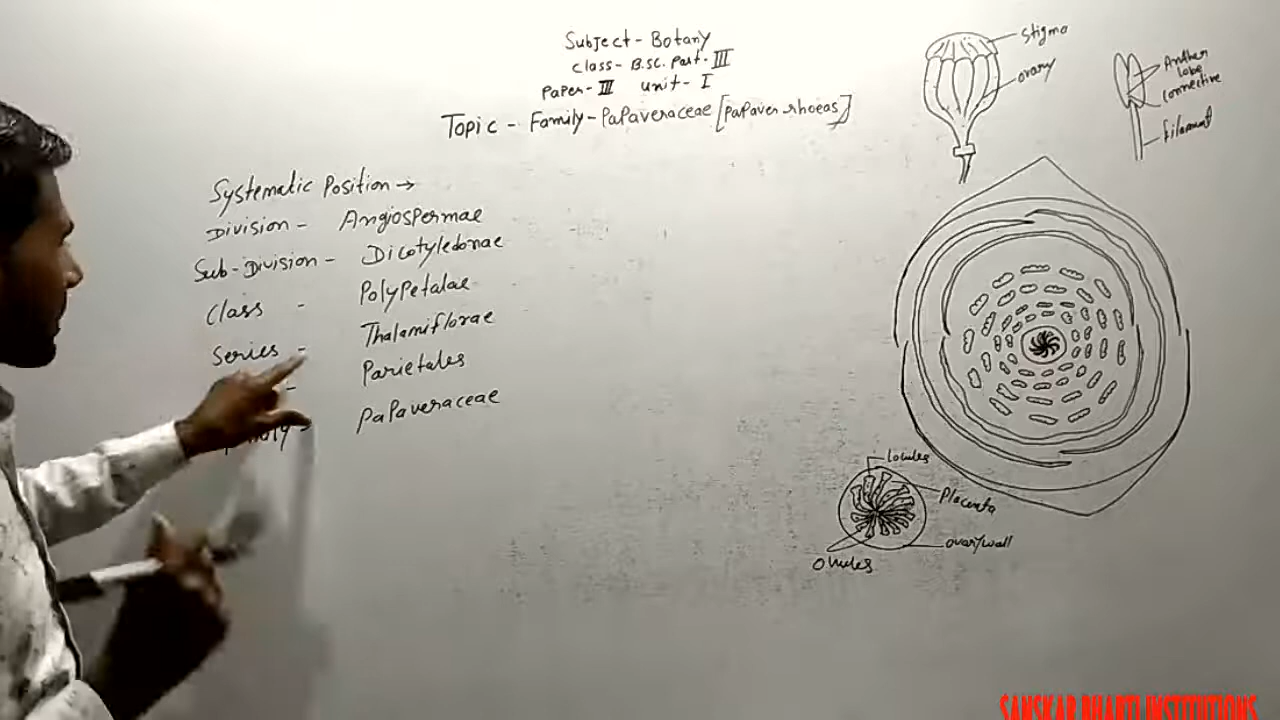 Subject - Botany
Class - B.Sc. Part - III
Paper - III Unit - I
Topic - Family - Papaveraceae [Papaver rhoeas]
Systematic Position →
Division - Angiospermae
Sub-Division - Dicotyledonae
Class - Polypetalae
Series - Thalamiflorae
- Parietales
Papaveraceae
Stigma
ovary
Anther
lobe
connective
filament
Locules
Placenta
ovary wall
Ovules
SANSKAR BHARTI INSTITUTIONS